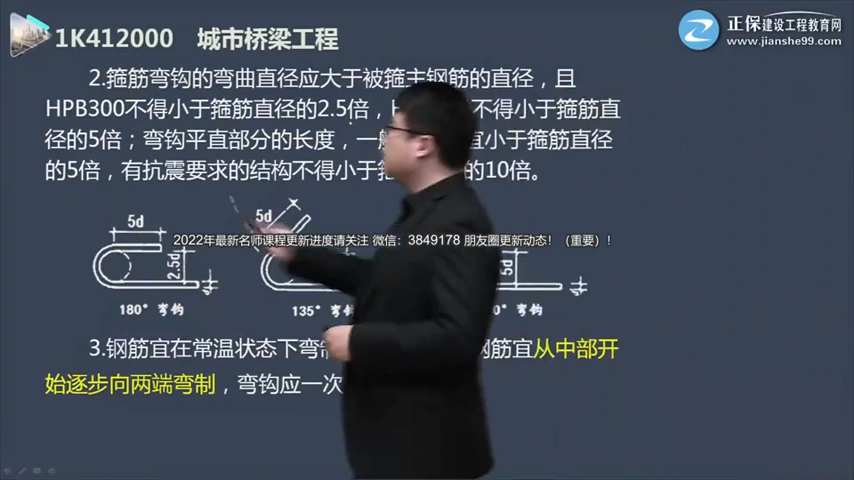 1K412000 城市桥梁工程
正保建设工程教育网
www.jianshe99.com
2.箍筋弯钩的弯曲直径应大于被箍主钢筋的直径，且
HPB300不得小于箍筋直径的2.5倍，不得小于箍筋直
径的5倍；弯钩平直部分的长度，一般宜小于箍筋直径
的5倍，有抗震要求的结构不得小于的10倍。
5d 5d
2022年最新名师课程更新进度请关注 微信：3849178 朋友圈更新动态！（重要）！
2.5d 5d
180°弯钩 135°弯钩 0°弯钩
3.钢筋宜在常温状态下弯制 钢筋宜从中部开
始逐步向两端弯制，弯钩应一次